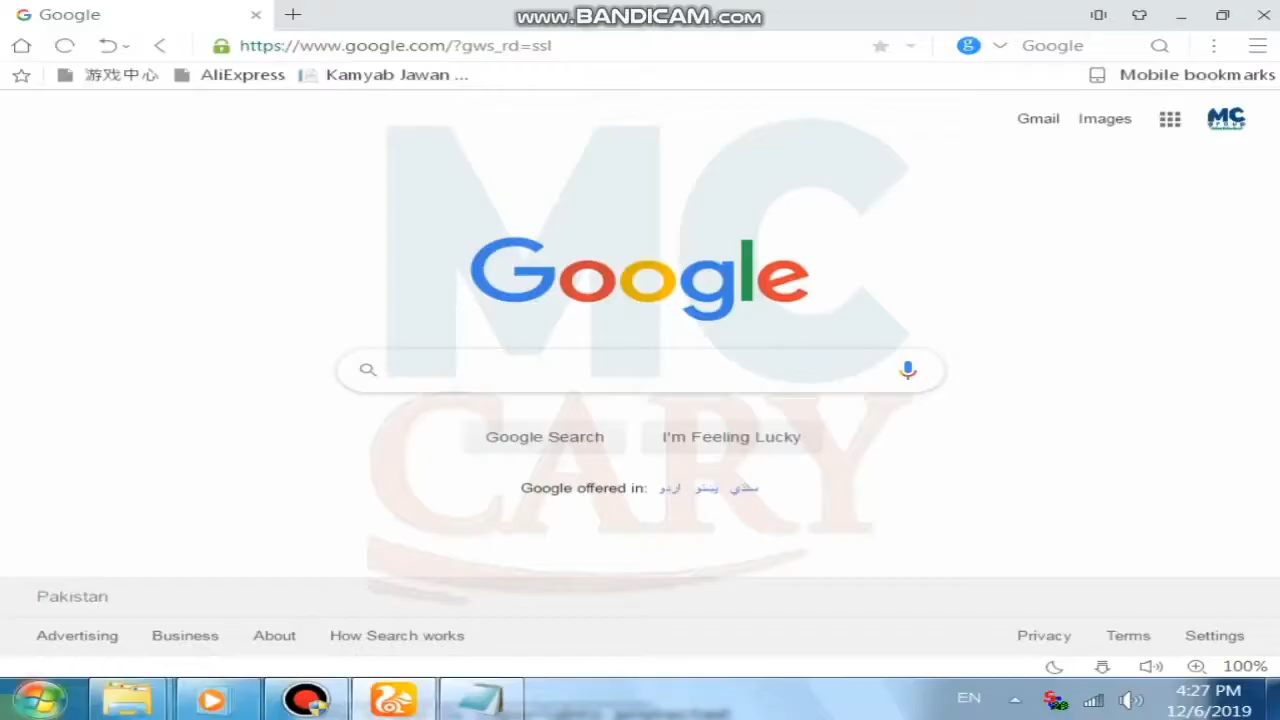 Google
www.BANDICAM.com
https://www.google.com/?gws_rd=ssl
Google
游戏中心 AliExpress Kamyab Jawan ...
Mobile bookmarks
Gmail Images
MC
Google
MC
CARY
Google Search I'm Feeling Lucky
Google offered in: اردو پښتو سنڌي
Pakistan
Advertising Business About How Search works
Privacy Terms Settings
100%
EN
4:27 PM
12/6/2019